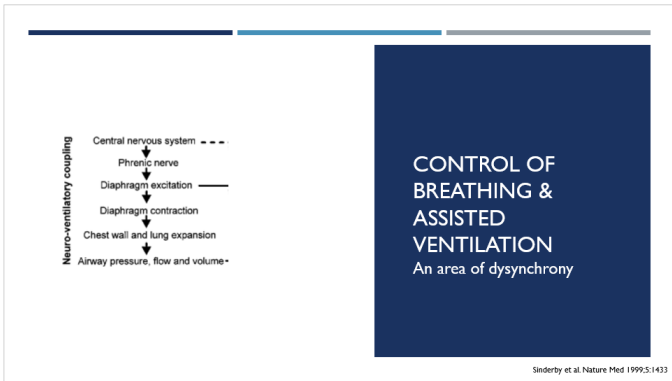 Neuro-ventilatory coupling
Central nervous system
Phrenic nerve
Diaphragm excitation
Diaphragm contraction
Chest wall and lung expansion
Airway pressure, flow and volume
CONTROL OF
BREATHING &
ASSISTED
VENTILATION
An area of dysynchrony
Sinderby et al. Nature Med 1999;5:1433